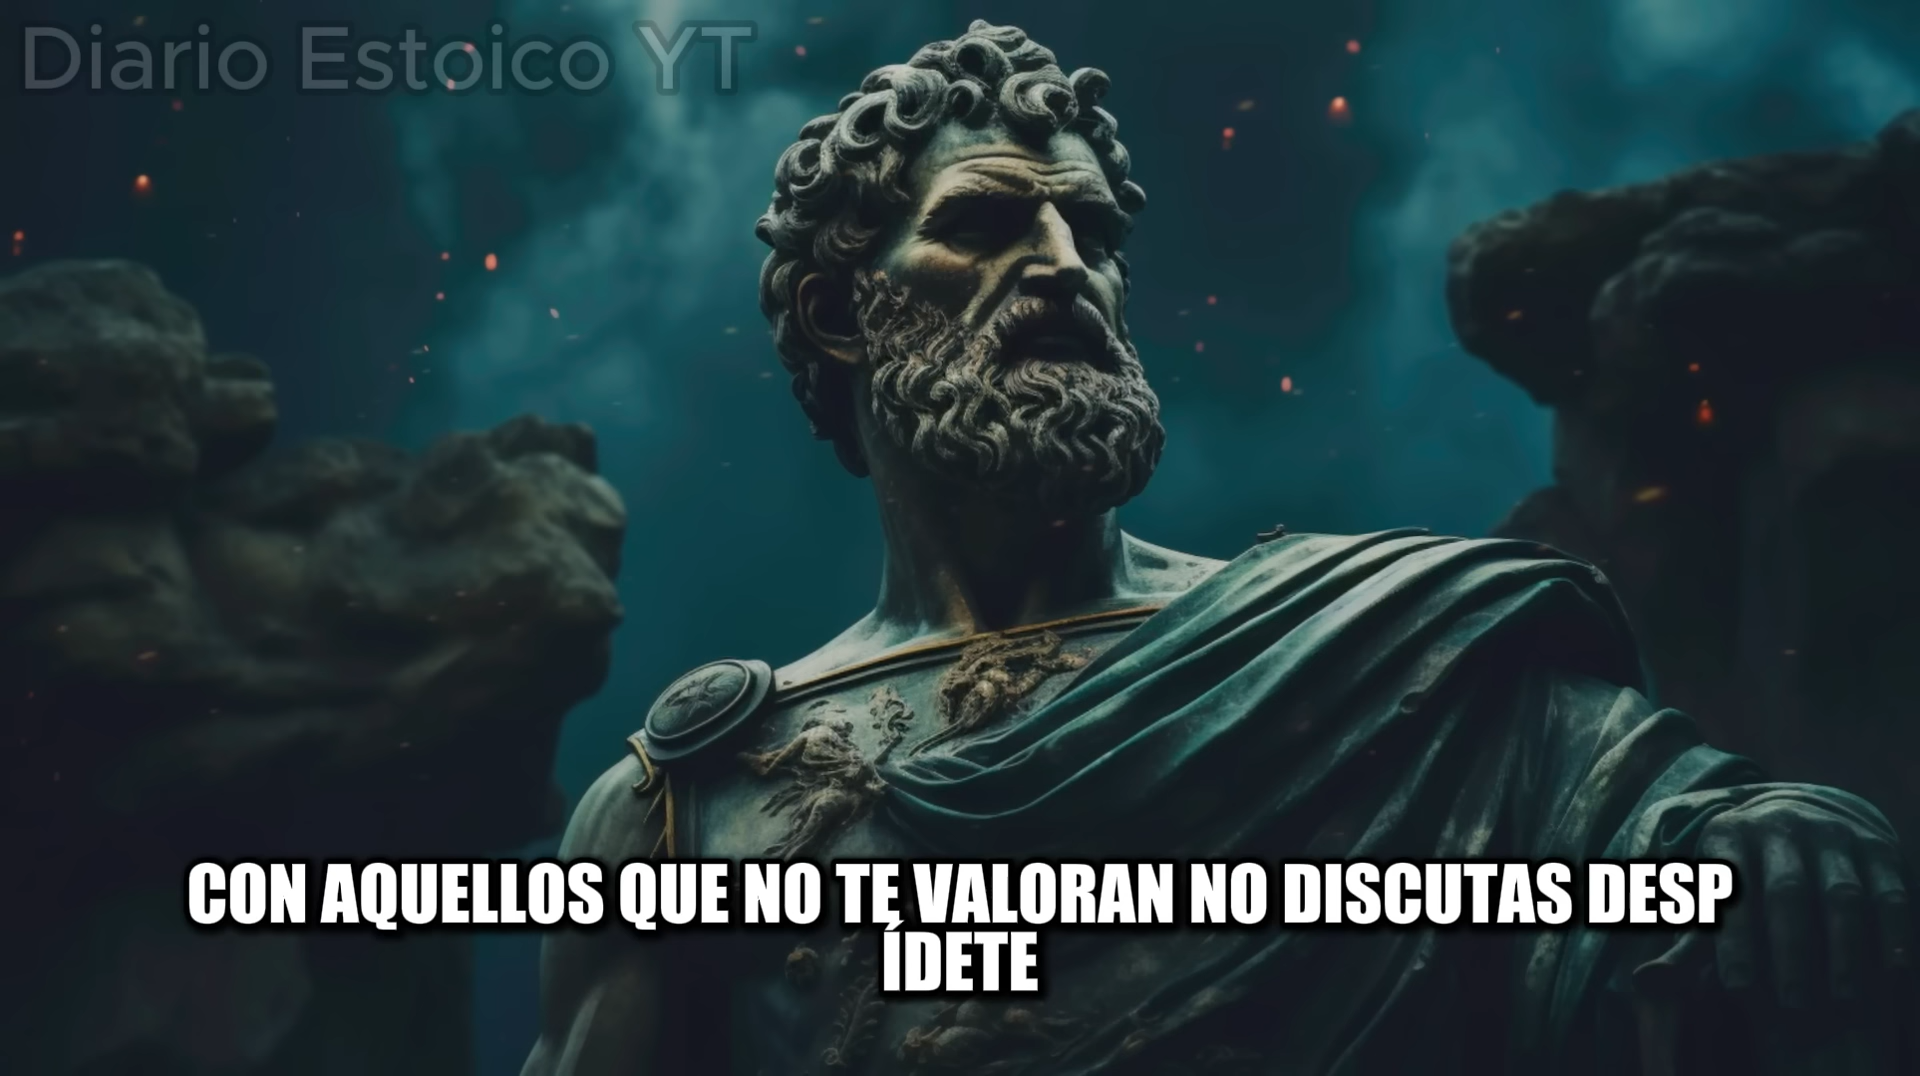 Diario Estoico YT
CON AQUELLOS QUE NO TE VALORAN NO DISCUTAS DESP
ÍDETE